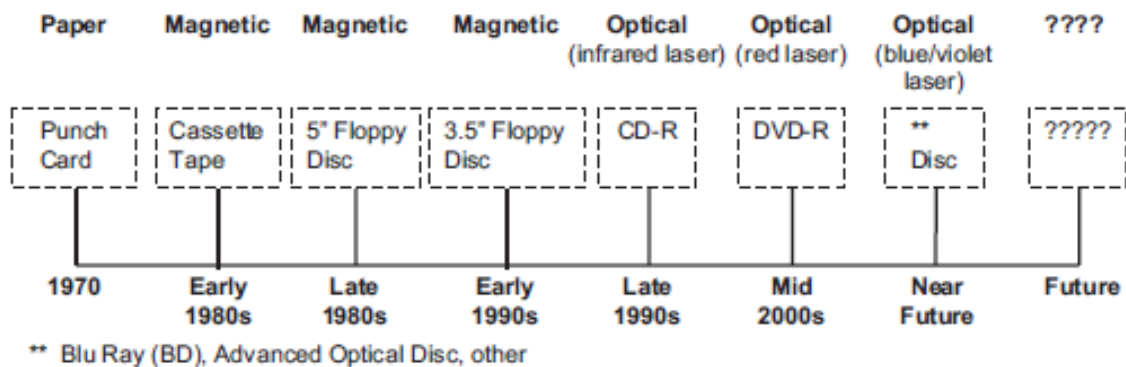 Paper Magnetic Magnetic Magnetic Optical Optical Optical ????
(infrared laser) (red laser) (blue/violet
laser)
Punch Cassette 5" Floppy 3.5" Floppy CD-R DVD-R ** ?????
Card Tape Disc Disc Disc
1970 Early Late Early Late Mid Near Future
1980s 1980s 1990s 1990s 2000s Future
** Blu Ray (BD), Advanced Optical Disc, other